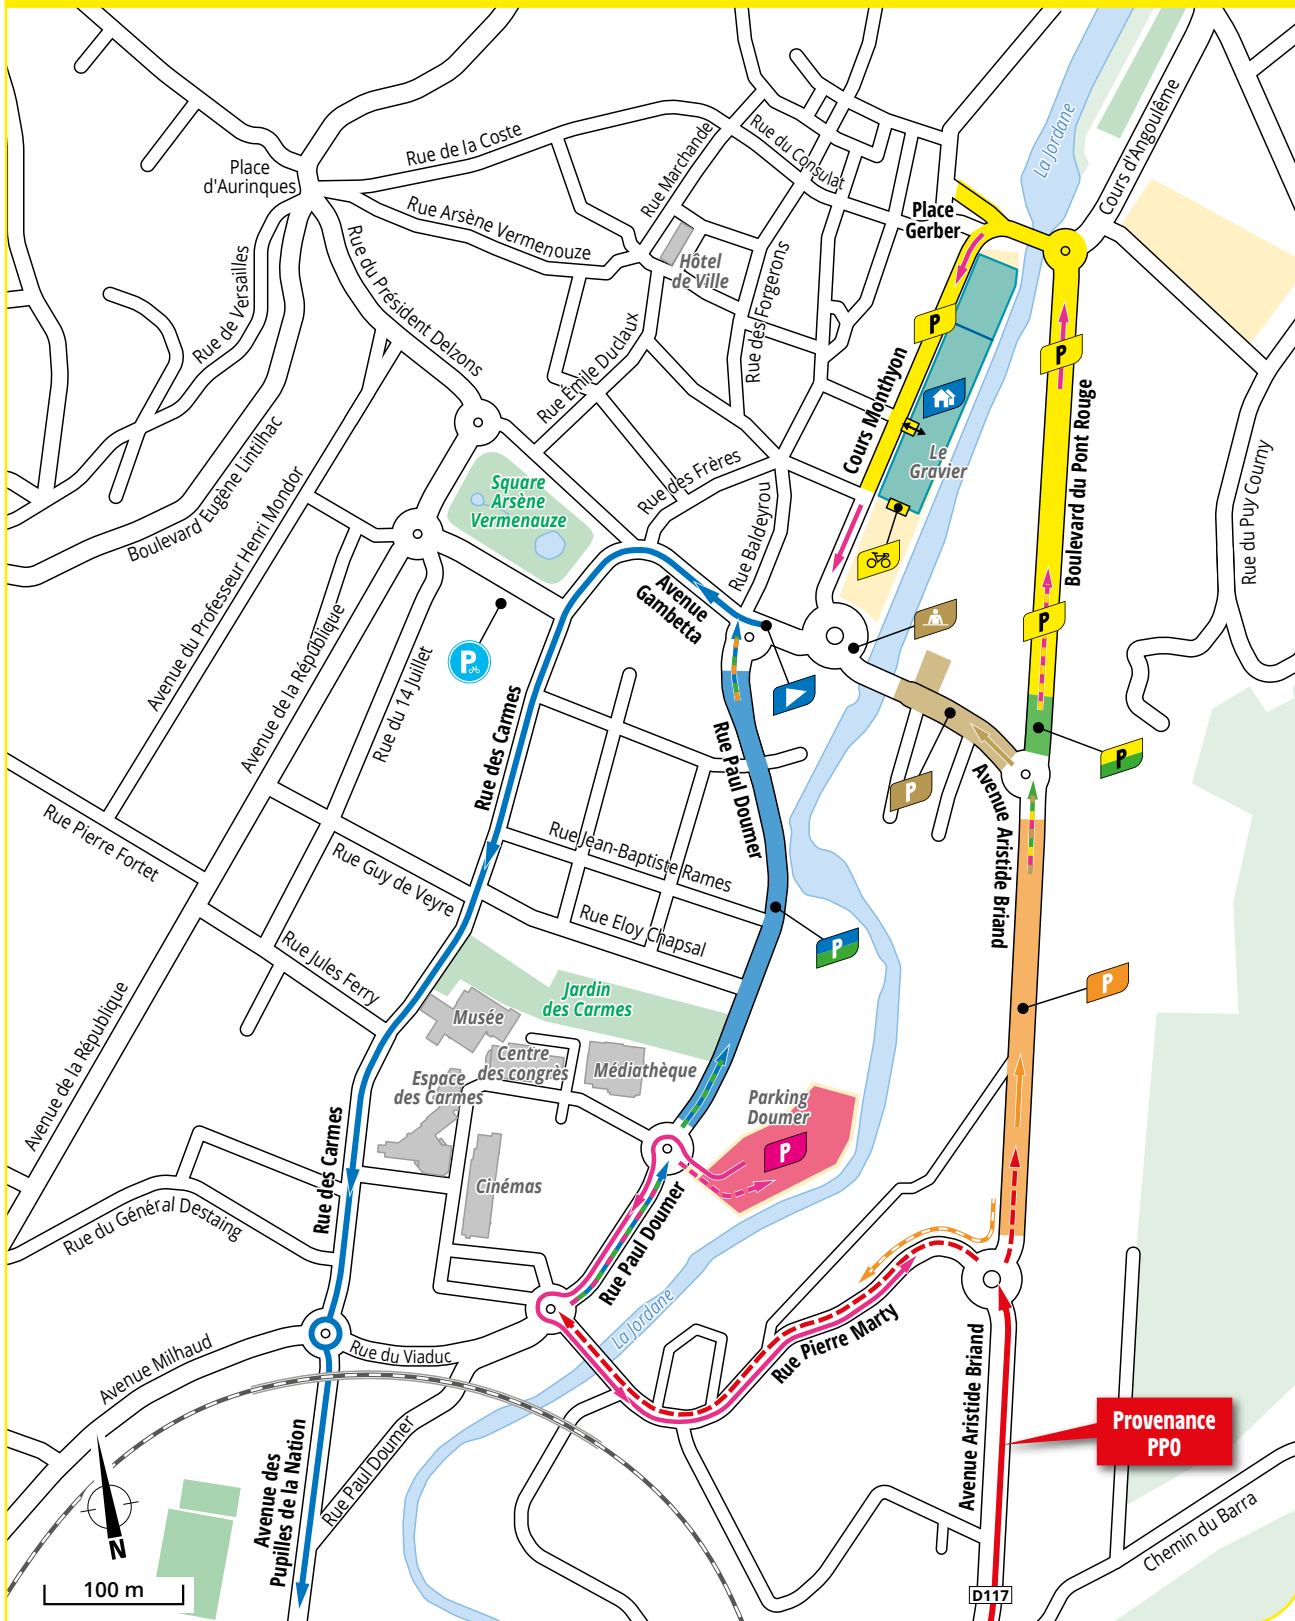 La Jordane
Cours d'Angoulême
Rue de la Coste
Rue Marchande
Rue du Consulat
Place
d'Aurinques
Rue Arsène Vermenouze
Place
Gerber
Rue de Versailles
Rue du Président Delzons
Hôtel
de Ville
Rue des Forgerons
P
P
Rue Émile Duclaux
Cours Monthyon
Boulevard du Pont Rouge
Le
Gravier
Rue du Puy Courny
Boulevard Eugène Lintilhac
Avenue du Professeur Henri Mondor
Square
Arsène
Vermenauze
Rue des Frères
Rue Baldeyrou
Avenue
Gambetta
P
P
Avenue de la République
Rue du 14 Juillet
Rue des Carmes
Rue Paul Doumer
P
P
Avenue Aristide Briand
Rue Pierre Fortet
Rue Guy de Veyre
Rue Jean-Baptiste Rames
Rue Eloy Chapsal
P
Rue Jules Ferry
P
Jardin
des Carmes
Musée
Centre
des congrès
Médiathèque
Espace
des Carmes
Parking
Doumer
P
Avenue de la République
Rue des Carmes
Cinémas
Rue du Général Destaing
Rue Paul Doumer
La Jordane
Rue Pierre Marty
Avenue Milhaud
Rue du Viaduc
Avenue Aristide Briand
Provenance
PPO
Avenue des
Pupilles de la Nation
Rue Paul Doumer
Chemin du Barra
N
100 m
D117